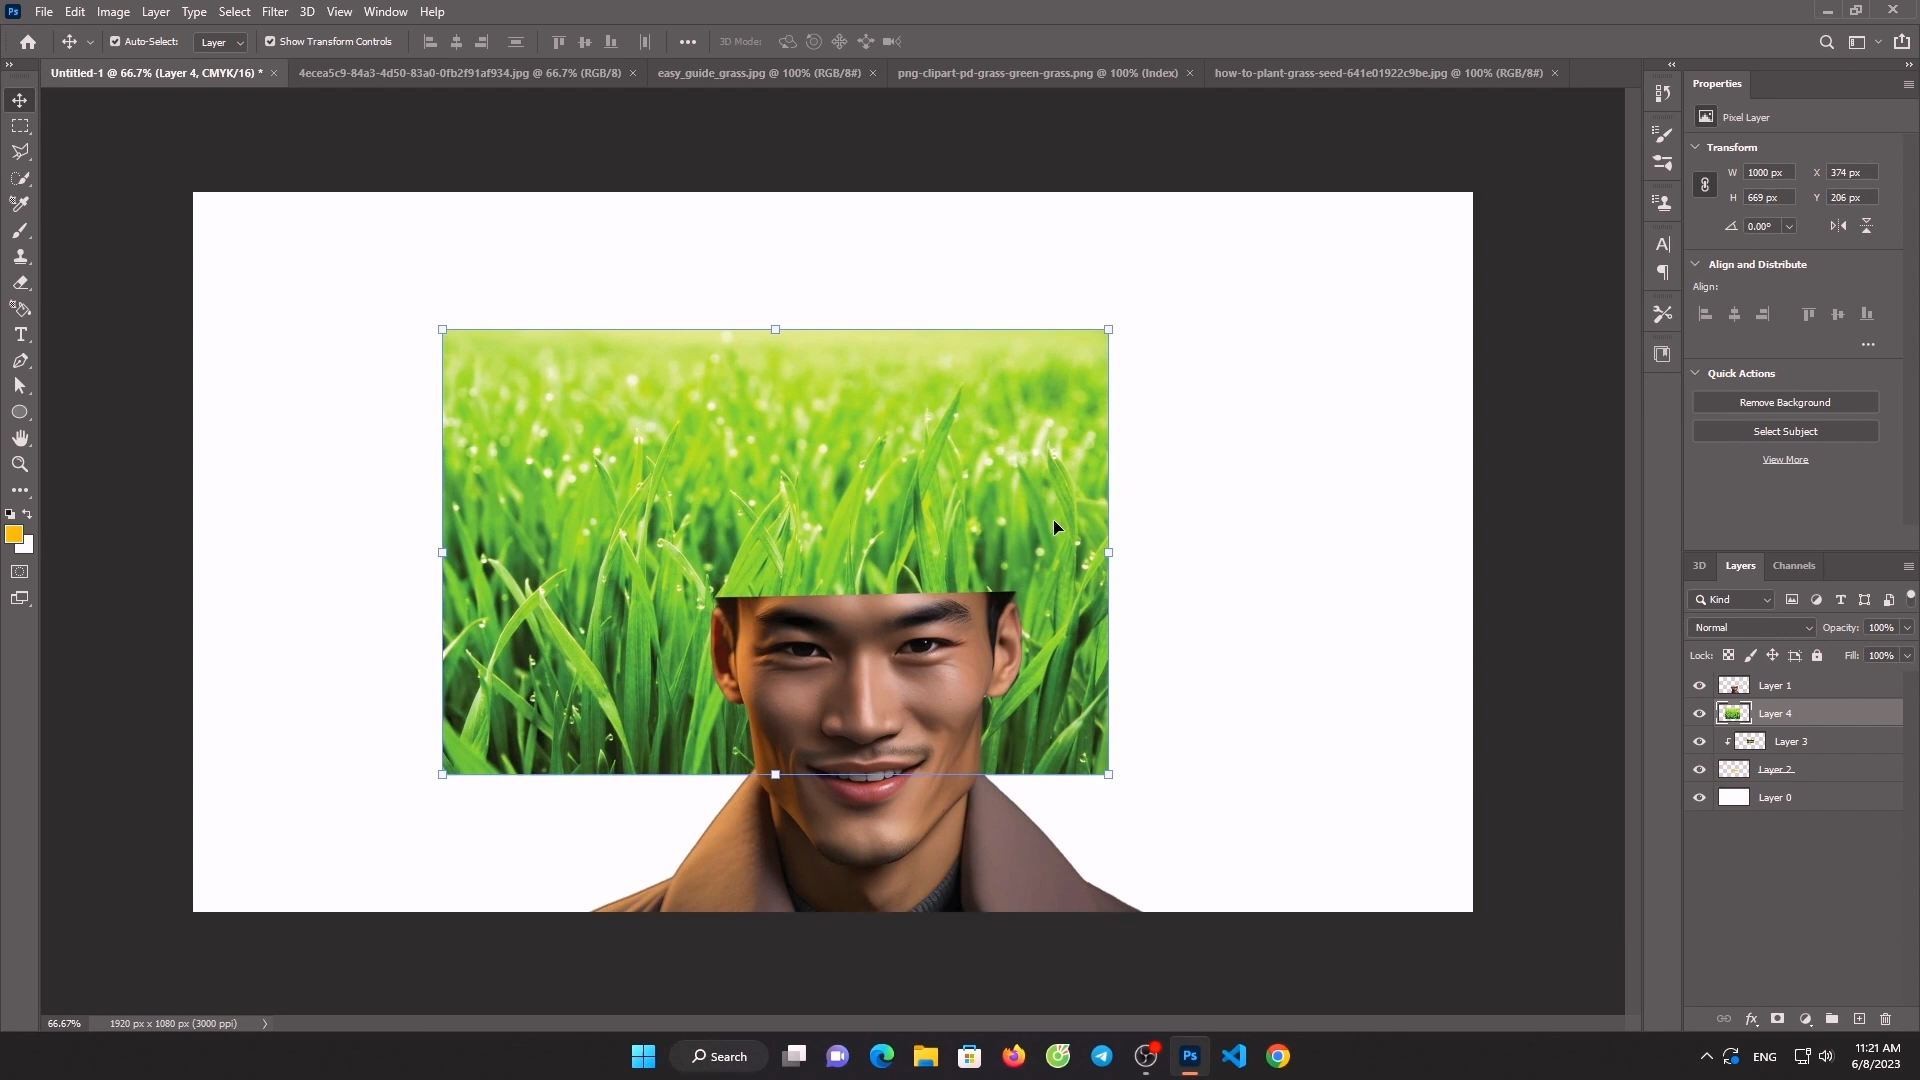 Ps File Edit Image Layer Type Select Filter 3D View Window Help
Auto-Select: Layer Show Transform Controls 3D Mode:
Untitled-1 @ 66.7% (Layer 4, CMYK/16) * × 4ecea5c9-84a3-4d50-83a0-0fb2f91af934.jpg @ 66.7% (RGB/8) × easy_guide_grass.jpg @ 100% (RGB/8#) × png-clipart-pd-grass-green-grass.png @ 100% (Index) × how-to-plant-grass-seed-641e01922c9be.jpg @ 100% (RGB/8#) ×
Properties
Pixel Layer
Transform
W 1000 px X 374 px
H 669 px Y 206 px
0.00°
Align and Distribute
Align:
Quick Actions
Remove Background
Select Subject
View More
3D Layers Channels
Kind
Normal Opacity: 100%
Lock: Fill: 100%
Layer 1
Layer 4
Layer 3
Layer 2
Layer 0
66.67% 1920 px x 1080 px (3000 ppi)
Search
Ps
ENG
11:21 AM
6/8/2023